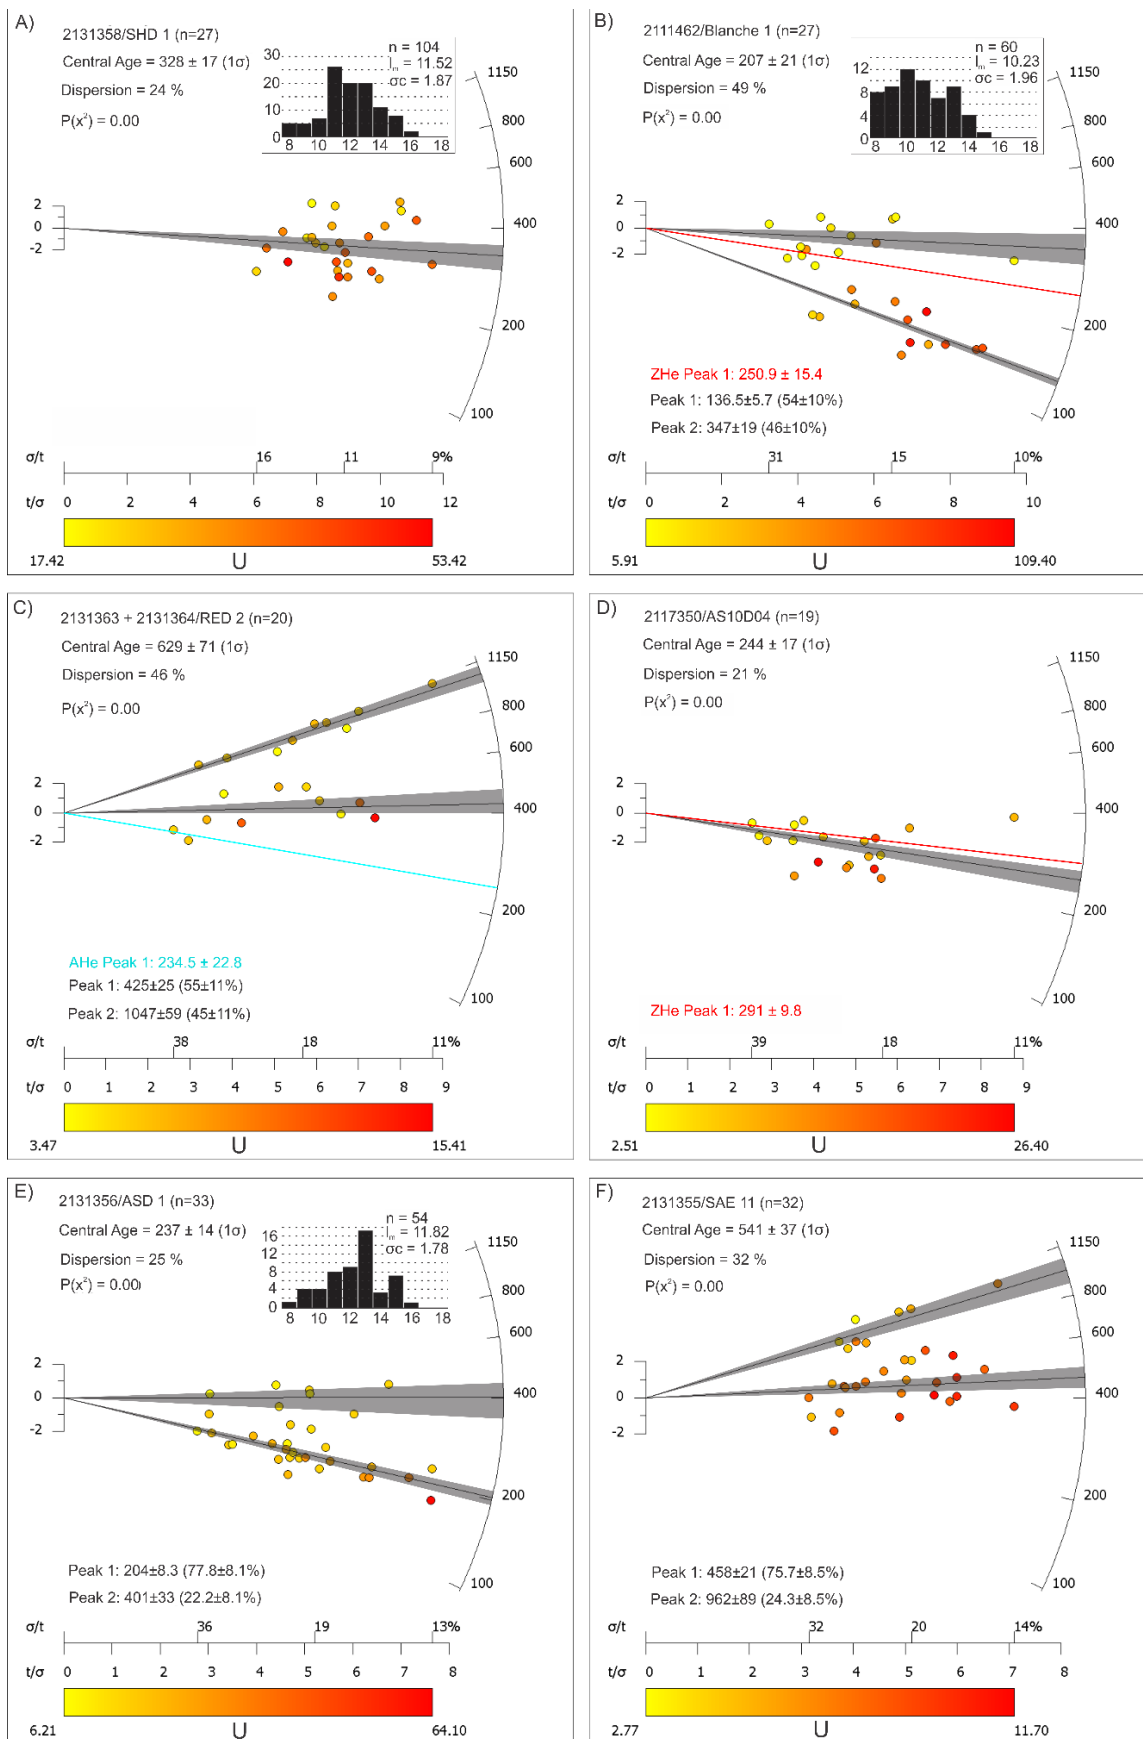 A)
2131358/SHD 1 (n=27)
Central Age = 328 ± 17 (1σ)
Dispersion = 24 %
P(x²) = 0.00
n = 104
lₘ = 11.52
σc = 1.87
30
20
10
0
8 10 12 14 16 18
1150
800
600
400
200
100
2
0
-2
σ/t 16 11 9%
t/σ 0 2 4 6 8 10 12
17.42 U 53.42
B)
2111462/Blanche 1 (n=27)
Central Age = 207 ± 21 (1σ)
Dispersion = 49 %
P(x²) = 0.00
n = 60
lₘ = 10.23
σc = 1.96
12
8
4
0
8 10 12 14 16 18
1150
800
600
400
200
100
2
0
-2
ZHe Peak 1: 250.9 ± 15.4
Peak 1: 136.5±5.7 (54±10%)
Peak 2: 347±19 (46±10%)
σ/t 31 15 10%
t/σ 0 2 4 6 8 10
5.91 U 109.40
C)
2131363 + 2131364/RED 2 (n=20)
Central Age = 629 ± 71 (1σ)
Dispersion = 46 %
P(x²) = 0.00
1150
800
600
400
200
100
2
0
-2
AHe Peak 1: 234.5 ± 22.8
Peak 1: 425±25 (55±11%)
Peak 2: 1047±59 (45±11%)
σ/t 38 18 11%
t/σ 0 1 2 3 4 5 6 7 8 9
3.47 U 15.41
D)
2117350/AS10D04 (n=19)
Central Age = 244 ± 17 (1σ)
Dispersion = 21 %
P(x²) = 0.00
1150
800
600
400
200
100
2
0
-2
ZHe Peak 1: 291 ± 9.8
σ/t 39 18 11%
t/σ 0 1 2 3 4 5 6 7 8 9
2.51 U 26.40
E)
2131356/ASD 1 (n=33)
Central Age = 237 ± 14 (1σ)
Dispersion = 25 %
P(x²) = 0.00
n = 54
lₘ = 11.82
σc = 1.78
16
12
8
4
0
8 10 12 14 16 18
1150
800
600
400
200
100
2
0
-2
Peak 1: 204±8.3 (77.8±8.1%)
Peak 2: 401±33 (22.2±8.1%)
σ/t 36 19 13%
t/σ 0 1 2 3 4 5 6 7 8
6.21 U 64.10
F)
2131355/SAE 11 (n=32)
Central Age = 541 ± 37 (1σ)
Dispersion = 32 %
P(x²) = 0.00
1150
800
600
400
200
100
2
0
-2
Peak 1: 458±21 (75.7±8.5%)
Peak 2: 962±89 (24.3±8.5%)
σ/t 32 20 14%
t/σ 0 1 2 3 4 5 6 7 8
2.77 U 11.70